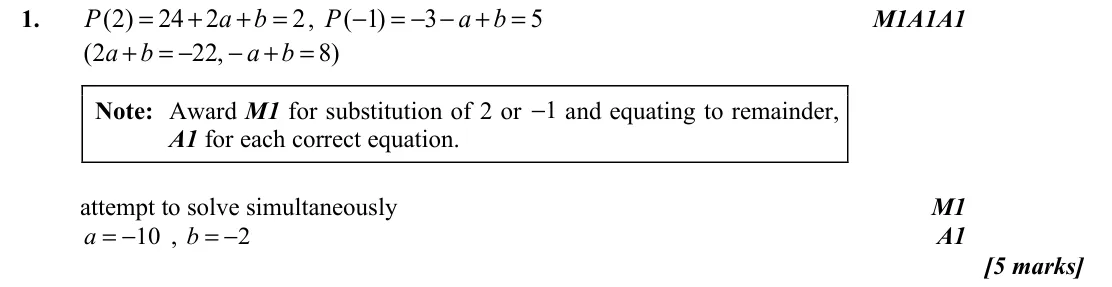 1. P(2) = 24 + 2a + b = 2, P(−1) = −3 − a + b = 5 M1A1A1
(2a + b = −22, −a + b = 8)
Note: Award M1 for substitution of 2 or −1 and equating to remainder,
A1 for each correct equation.
attempt to solve simultaneously M1
a = −10 , b = −2 A1
[5 marks]